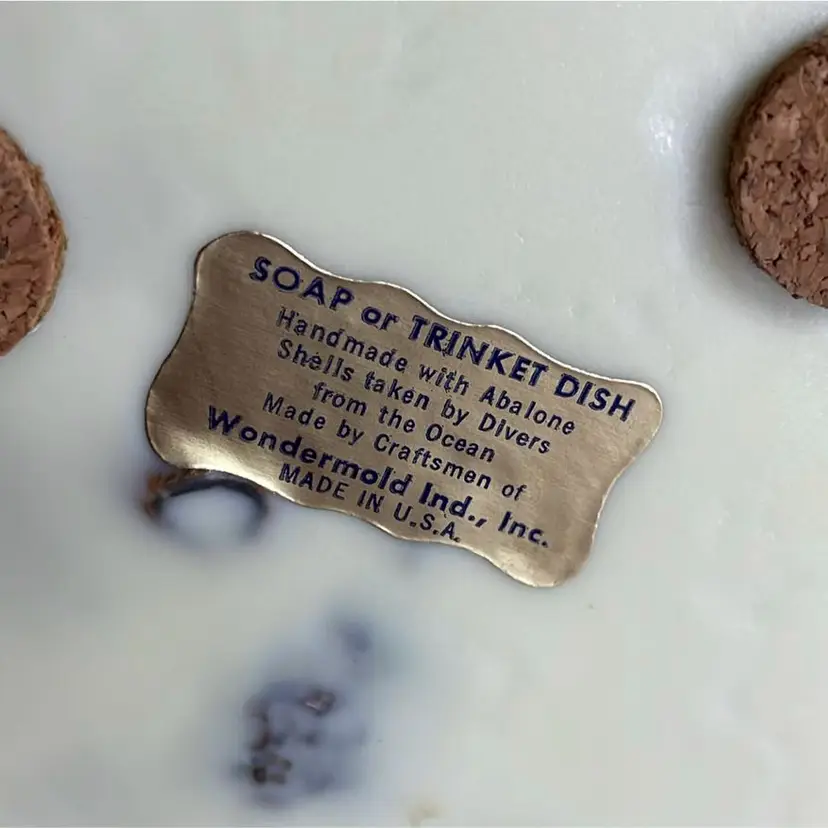 SOAP or TRINKET DISH
Handmade with Abalone
Shells taken by Divers
from the Ocean
Made by Craftsmen of
Wondermold Ind., Inc.
MADE IN U.S.A.